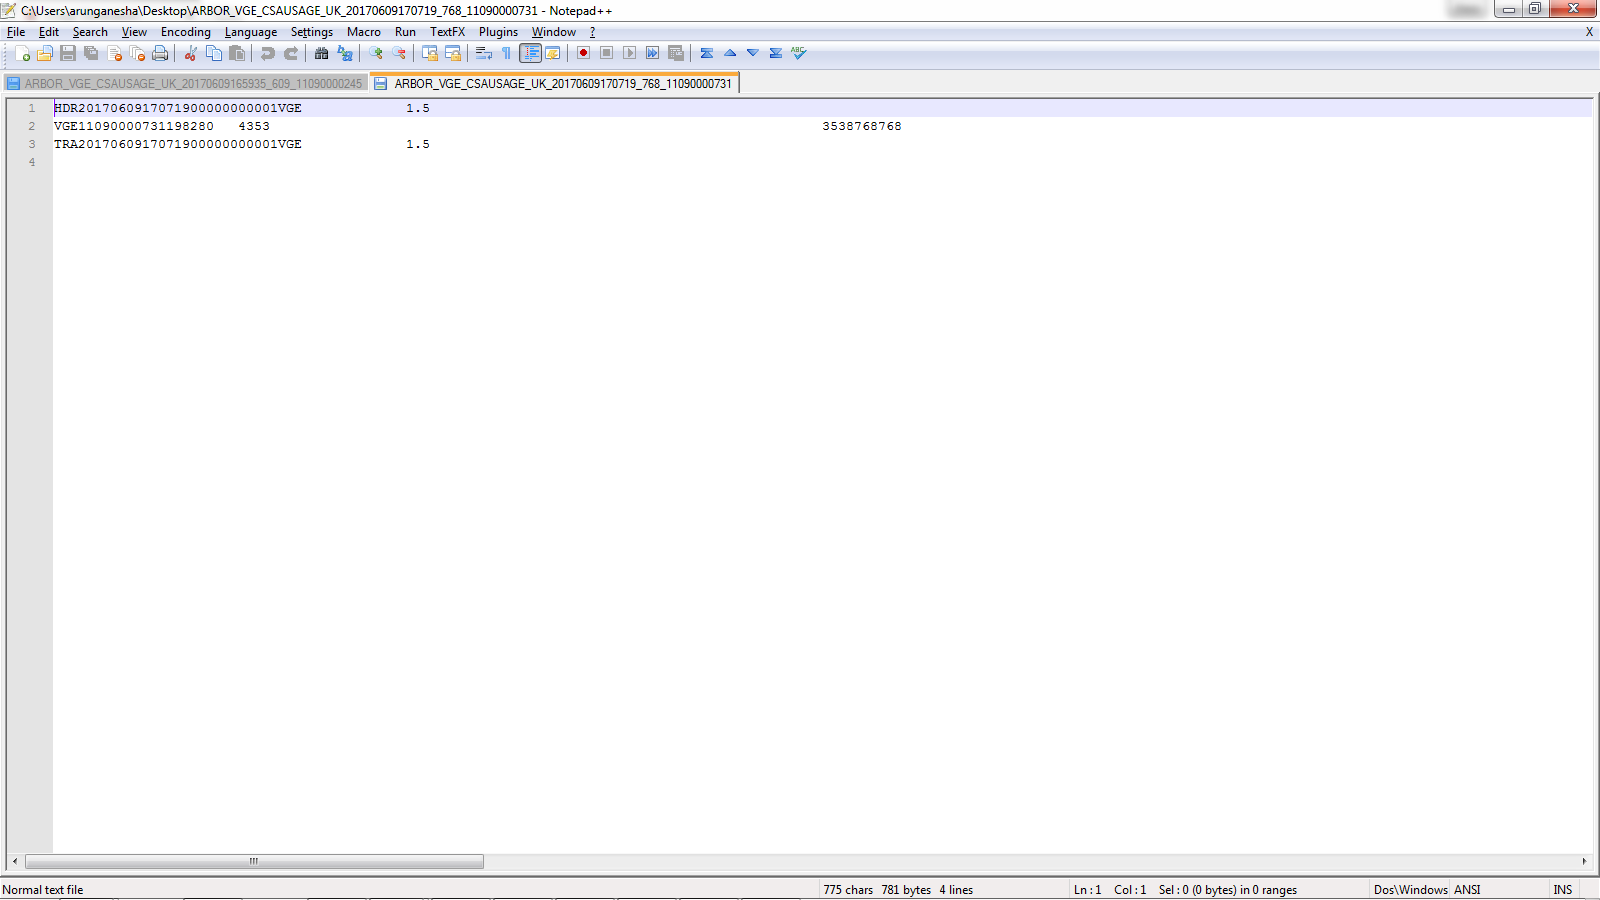 C:\Users\arunganesha\Desktop\ARBOR_VGE_CSAUSAGE_UK_20170609170719_768_11090000731 - Notepad++
File Edit Search View Encoding Language Settings Macro Run TextFX Plugins Window ? X
ARBOR_VGE_CSAUSAGE_UK_20170609165935_609_11090000245 ARBOR_VGE_CSAUSAGE_UK_20170609170719_768_11090000731
1 HDR2017060917071900000000001VGE 1.5
2 VGE11090000731198280 4353 3538768768
3 TRA2017060917071900000000001VGE 1.5
4
Normal text file 775 chars 781 bytes 4 lines Ln : 1 Col : 1 Sel : 0 (0 bytes) in 0 ranges Dos\Windows ANSI INS